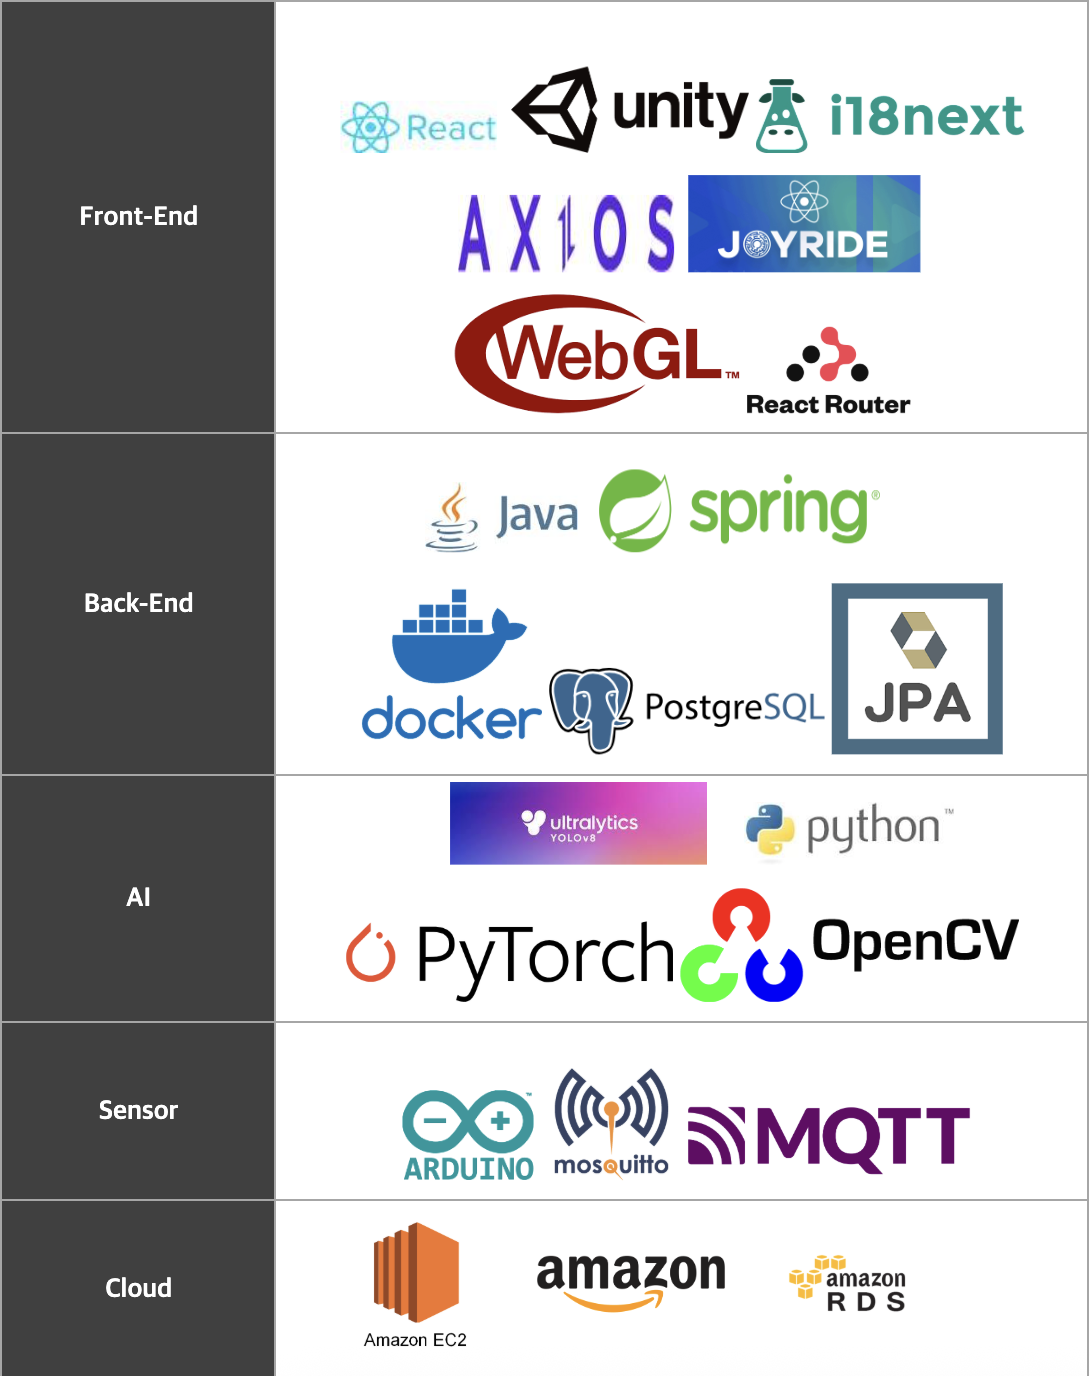 Front-End
React
unity
i18next
AXIOS
JOYRIDE
WebGL™
React Router
Back-End
Java
spring®
docker
PostgreSQL
JPA
AI
ultralytics
YOLOv8
python™
PyTorch
OpenCV
Sensor
ARDUINO™
mosquitto
MQTT
Cloud
Amazon EC2
amazon
amazon
RDS